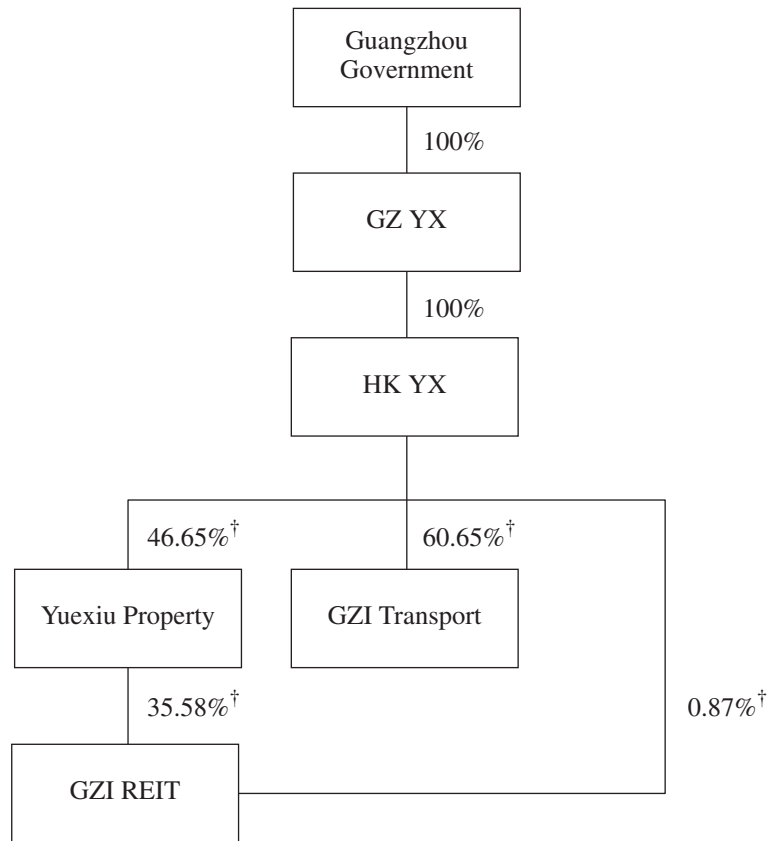 Guangzhou
Government
100%
GZ YX
100%
HK YX
46.65%†
60.65%†
Yuexiu Property
GZI Transport
35.58%†
0.87%†
GZI REIT